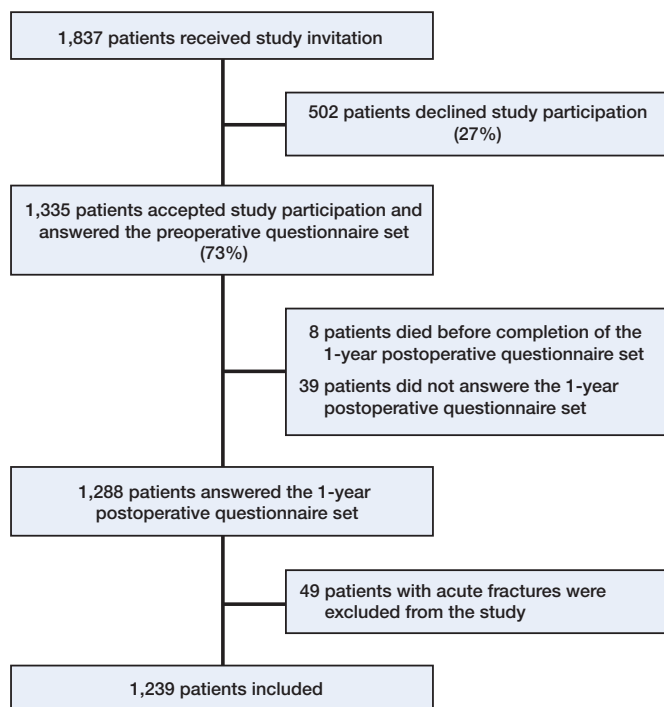 1,837 patients received study invitation
502 patients declined study participation
(27%)
1,335 patients accepted study participation and
answered the preoperative questionnaire set
(73%)
8 patients died before completion of the
1-year postoperative questionnaire set
39 patients did not answere the 1-year
postoperative questionnaire set
1,288 patients answered the 1-year
postoperative questionnaire set
49 patients with acute fractures were
excluded from the study
1,239 patients included